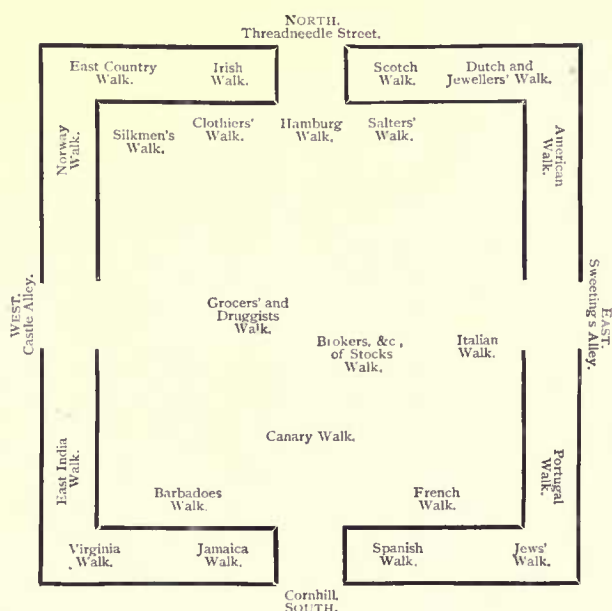 NORTH.
Threadneedle Street.
East Country
Walk.
Irish
Walk.
Scotch
Walk.
Dutch and
Jewellers' Walk.
Norway
Walk.
Silkmen's
Walk.
Clothiers'
Walk.
Hamburg
Walk.
Salters'
Walk.
American
Walk.
WEST.
Castle Alley.
Grocers' and
Druggists
Walk.
Brokers, &c.,
of Stocks
Walk.
Italian
Walk.
EAST.
Sweeting's Alley.
Canary Walk.
East India
Walk.
Barbadoes
Walk.
French
Walk.
Portugal
Walk.
Virginia
Walk.
Jamaica
Walk.
Spanish
Walk.
Jews'
Walk.
Cornhill.
SOUTH.